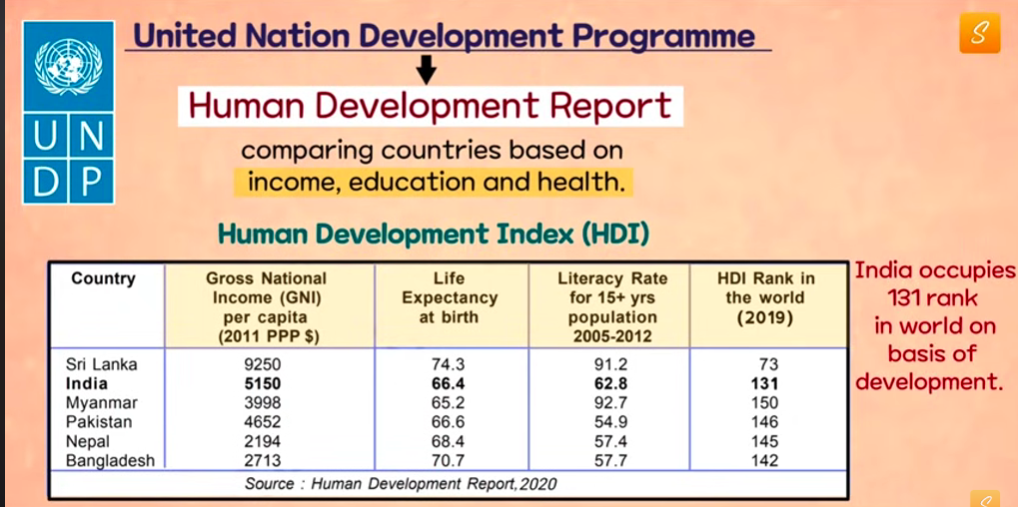 United Nation Development Programme
S
UN
DP
Human Development Report
comparing countries based on
income, education and health.
Human Development Index (HDI)
Country Gross National Income (GNI) per capita (2011 PPP $) Life Expectancy at birth Literacy Rate for 15+ yrs population 2005-2012 HDI Rank in the world (2019)
Sri Lanka 9250 74.3 91.2 73
India 5150 66.4 62.8 131
Myanmar 3998 65.2 92.7 150
Pakistan 4652 66.6 54.9 146
Nepal 2194 68.4 57.4 145
Bangladesh 2713 70.7 57.7 142
Source : Human Development Report,2020
India occupies
131 rank
in world on
basis of
development.